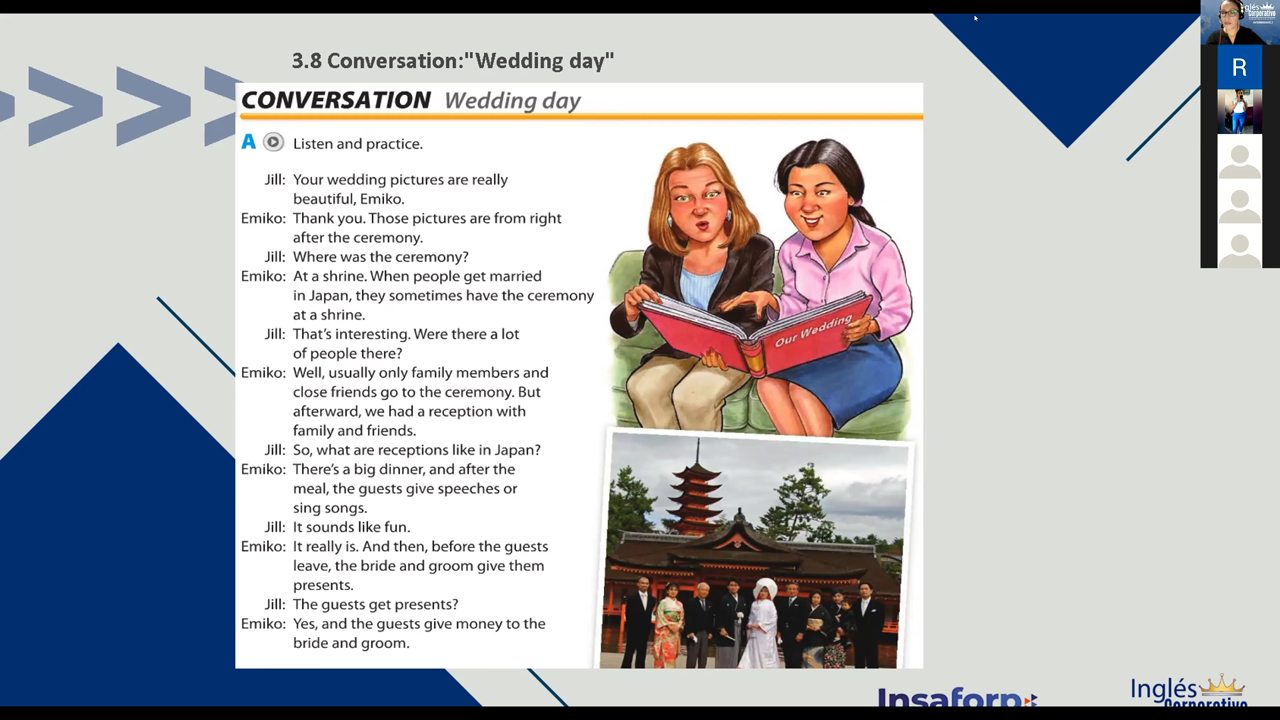 3.8 Conversation:"Wedding day"
CONVERSATION Wedding day
A Listen and practice.
Jill: Your wedding pictures are really
beautiful, Emiko.
Emiko: Thank you. Those pictures are from right
after the ceremony.
Jill: Where was the ceremony?
Emiko: At a shrine. When people get married
in Japan, they sometimes have the ceremony
at a shrine.
Jill: That's interesting. Were there a lot
of people there?
Emiko: Well, usually only family members and
close friends go to the ceremony. But
afterward, we had a reception with
family and friends.
Jill: So, what are receptions like in Japan?
Emiko: There's a big dinner, and after the
meal, the guests give speeches or
sing songs.
Jill: It sounds like fun.
Emiko: It really is. And then, before the guests
leave, the bride and groom give them
presents.
Jill: The guests get presents?
Emiko: Yes, and the guests give money to the
bride and groom.
Our Wedding
R
Insaforp
Inglés
Corporativo